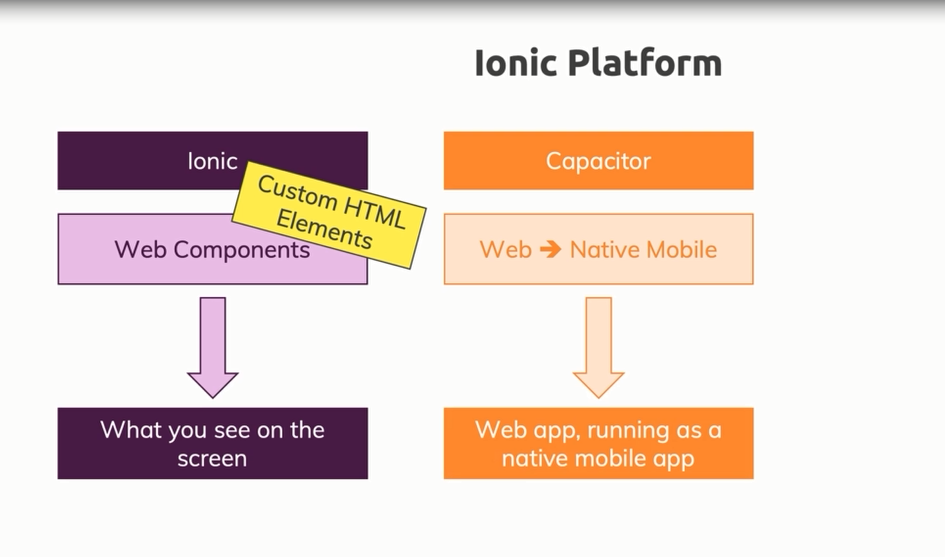 Ionic Platform
Ionic
Custom HTML
Elements
Web Components
What you see on the
screen
Capacitor
Web ➔ Native Mobile
Web app, running as a
native mobile app